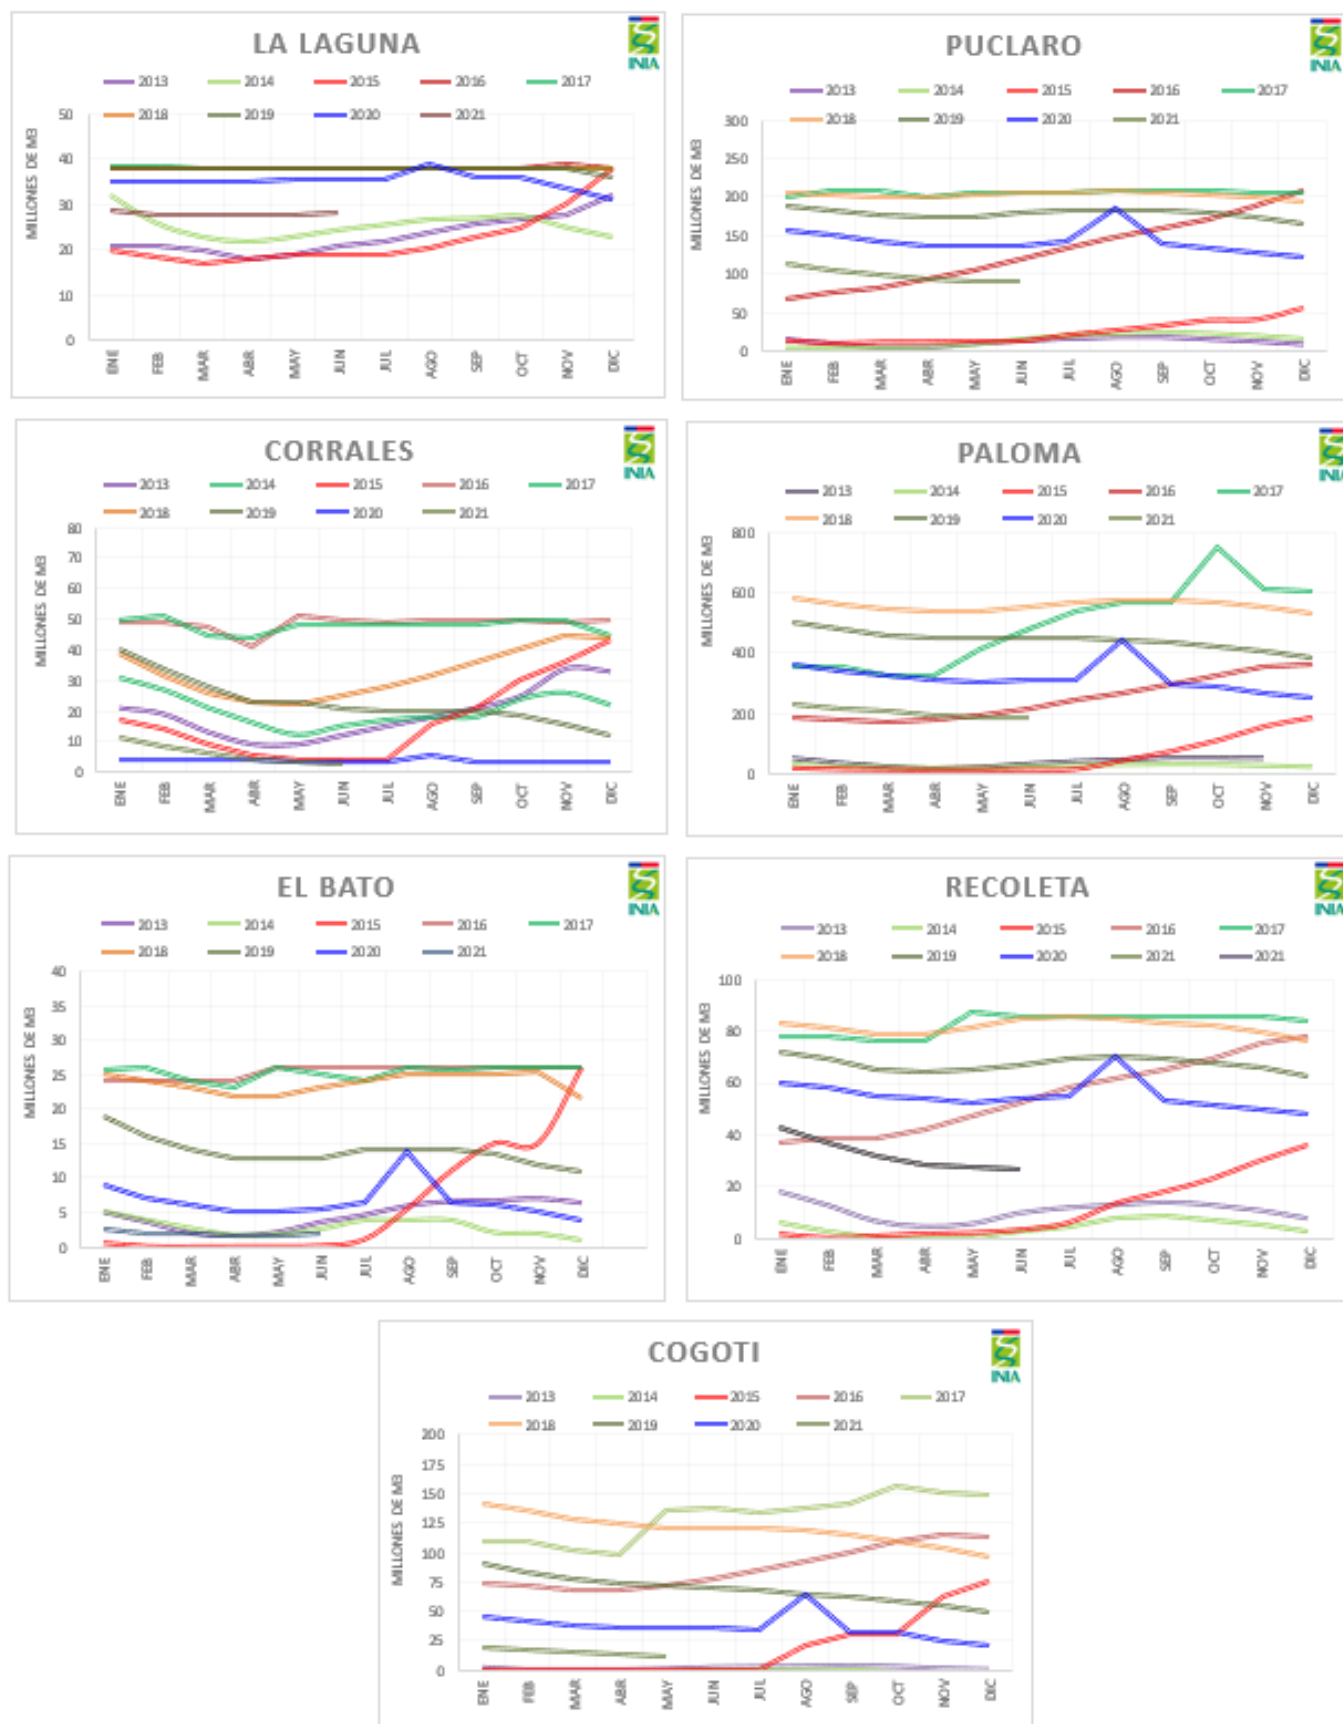 LA LAGUNA
INIA
2013 2014 2015 2016 2017
2018 2019 2020 2021
MILLONES DE M3
50
40
30
20
10
0
ENE FEB MAR ABR MAY JUN JUL AGO SEP OCT NOV DIC
PUCLARO
INIA
2013 2014 2015 2016 2017
2018 2019 2020 2021
MILLONES DE M3
300
250
200
150
100
50
0
ENE FEB MAR ABR MAY JUN JUL AGO SEP OCT NOV DIC
CORRALES
INIA
2013 2014 2015 2016 2017
2018 2019 2020 2021
MILLONES DE M3
80
70
60
50
40
30
20
10
0
ENE FEB MAR ABR MAY JUN JUL AGO SEP OCT NOV DIC
PALOMA
INIA
2013 2014 2015 2016 2017
2018 2019 2020 2021
MILLONES DE M3
800
600
400
200
0
ENE FEB MAR ABR MAY JUN JUL AGO SEP OCT NOV DIC
EL BATO
INIA
2013 2014 2015 2016 2017
2018 2019 2020 2021
MILLONES DE M3
40
35
30
25
20
15
10
5
0
ENE FEB MAR ABR MAY JUN JUL AGO SEP OCT NOV DIC
RECOLETA
INIA
2013 2014 2015 2016 2017
2018 2019 2020 2021 2021
MILLONES DE M3
100
80
60
40
20
0
ENE FEB MAR ABR MAY JUN JUL AGO SEP OCT NOV DIC
COGOTI
INIA
2013 2014 2015 2016 2017
2018 2019 2020 2021
MILLONES DE M3
200
175
150
125
100
75
50
25
0
ENE FEB MAR ABR MAY JUN JUL AGO SEP OCT NOV DIC